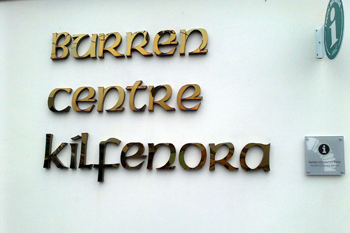 Burren
Centre
Kilfenora
i
i